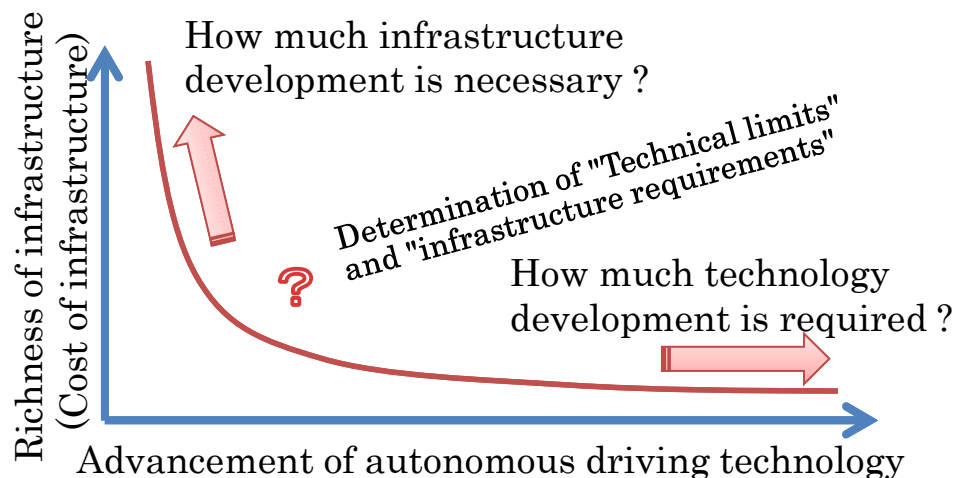 How much infrastructure
development is necessary ?
Richness of infrastructure
(Cost of infrastructure)
Determination of "Technical limits"
and "infrastructure requirements"
?
How much technology
development is required ?
Advancement of autonomous driving technology